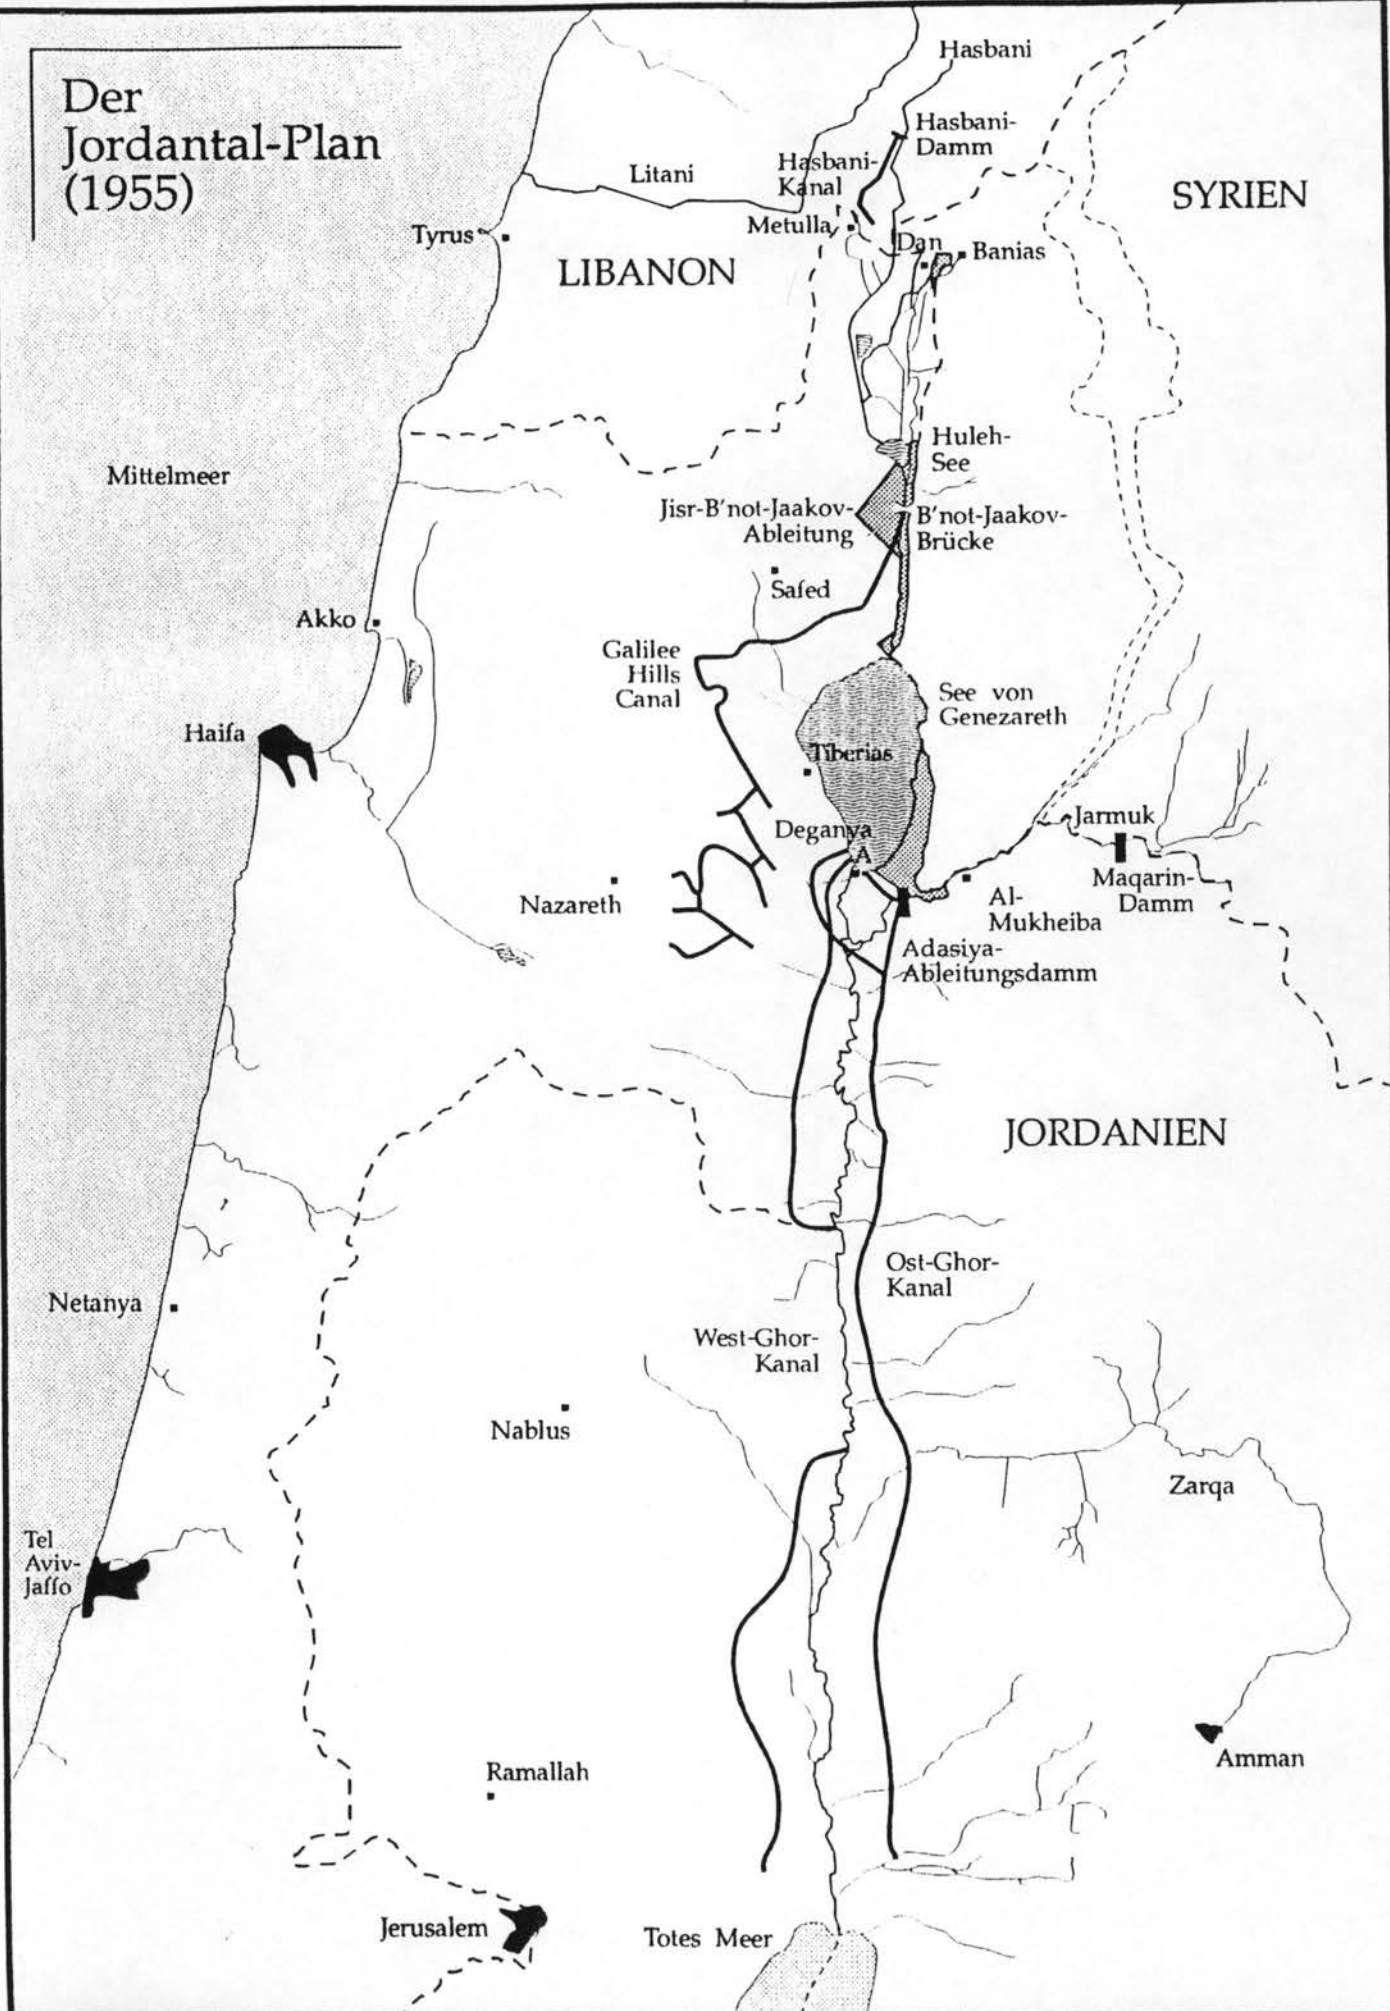 Der
Jordantal-Plan
(1955)
Hasbani
Hasbani-
Damm
Hasbani-
Kanal
Litani
SYRIEN
Metulla
Tyrus
Dan
Banias
LIBANON
Huleh-
See
Mittelmeer
Jisr-B'not-Jaakov-
Ableitung
B'not-Jaakov-
Brücke
Safed
Akko
Galilee
Hills
Canal
See von
Genezareth
Haifa
Tiberias
Jarmuk
Deganya
A
Maqarin-
Damm
Nazareth
Al-
Mukheiba
Adasiya-
Ableitungsdamm
JORDANIEN
Ost-Ghor-
Kanal
Netanya
West-Ghor-
Kanal
Nablus
Zarqa
Tel
Aviv-
Jaffo
Amman
Ramallah
Jerusalem
Totes Meer